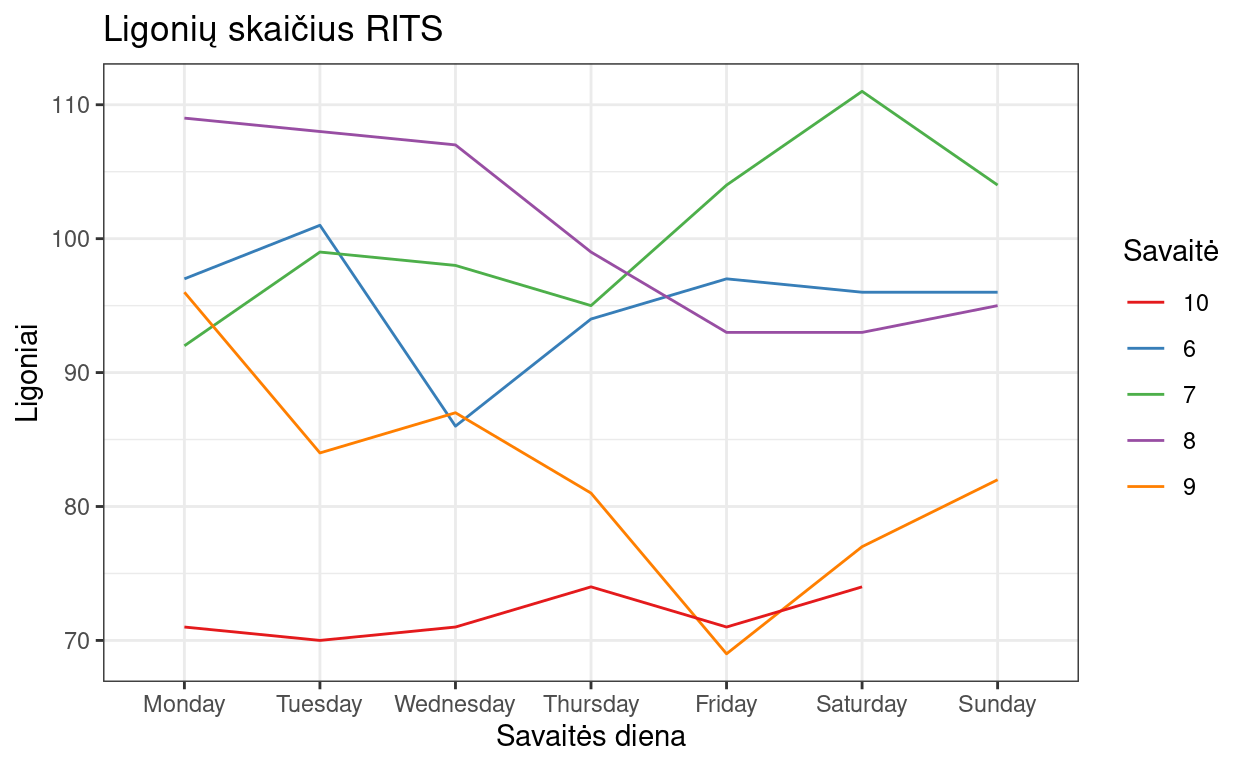 Ligonių skaičius RITS
110
100
90
80
70
Ligoniai
Monday Tuesday Wednesday Thursday Friday Saturday Sunday
Savaitės diena
Savaitė
10
6
7
8
9